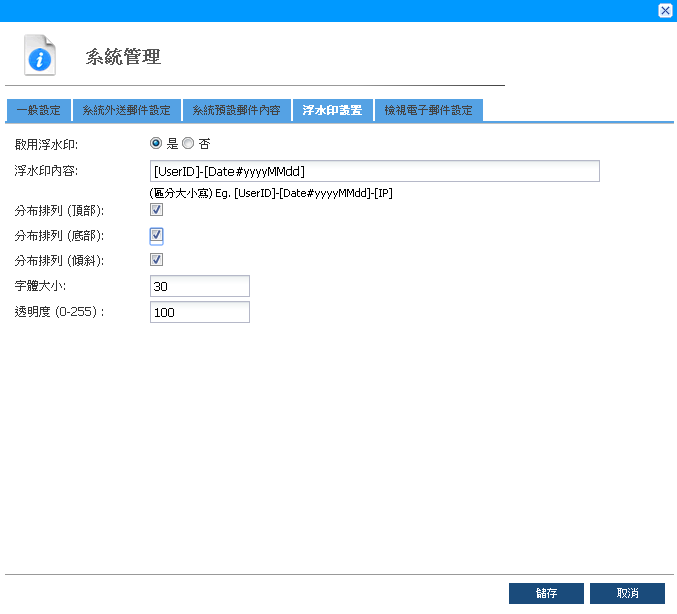 系統管理
一般設定 系統外送郵件設定 系統預設郵件內容 浮水印設置 檢視電子郵件設定
啟用浮水印: 是 否
浮水印內容: [UserID]-[Date#yyyyMMdd]
(區分大小寫) Eg. [UserID]-[Date#yyyyMMdd]-[IP]
分布排列 (頂部):
分布排列 (底部):
分布排列 (傾斜):
字體大小: 30
透明度 (0-255) : 100
儲存 取消